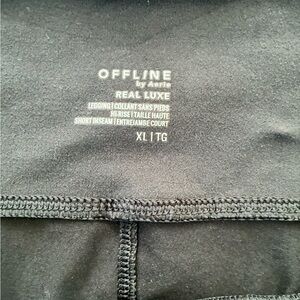 OFFLINE
by Aerie
REAL LUXE
LEGGING | COLLANT SANS PIEDS
HI RISE | TAILLE HAUTE
SHORT INSEAM | ENTREJAMBE COURT
XL | TG